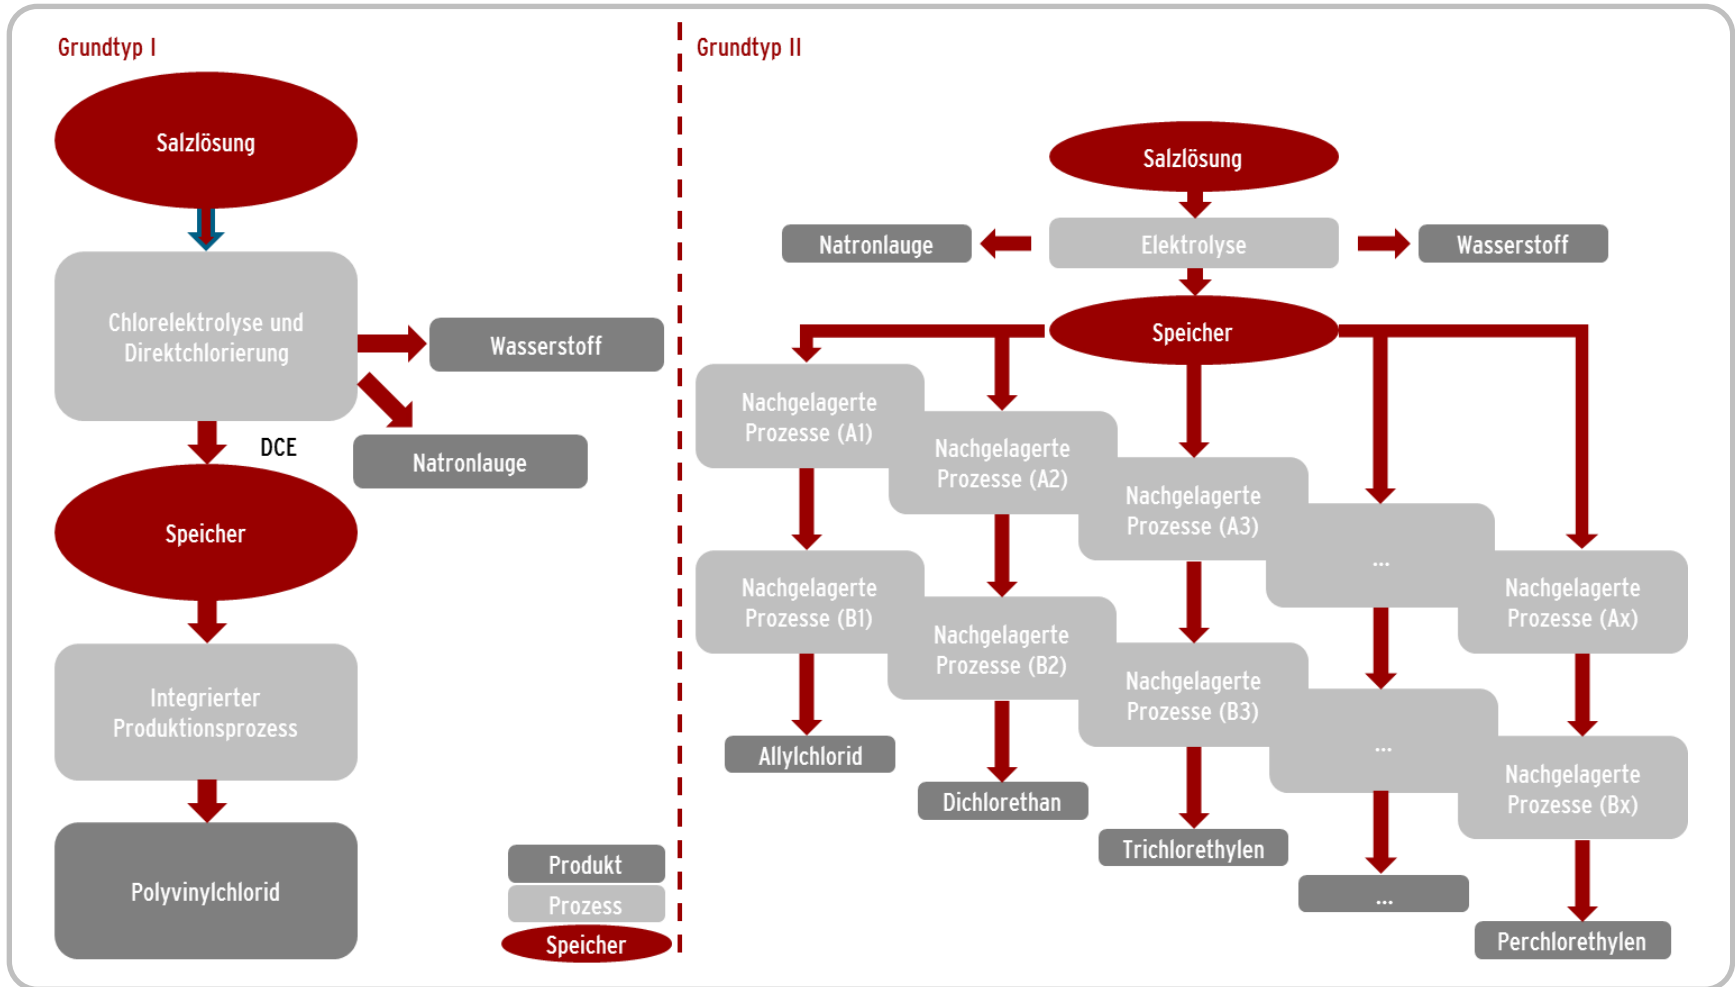 Grundtyp I
Salzlösung
Chlorelektrolyse und
Direktchlorierung
Wasserstoff
DCE
Natronlauge
Speicher
Integrierter
Produktionsprozess
Polyvinylchlorid
Produkt
Prozess
Speicher
Grundtyp II
Salzlösung
Natronlauge
Elektrolyse
Wasserstoff
Speicher
Nachgelagerte
Prozesse (A1)
Nachgelagerte
Prozesse (A2)
Nachgelagerte
Prozesse (A3)
...
Nachgelagerte
Prozesse (Ax)
Nachgelagerte
Prozesse (B1)
Nachgelagerte
Prozesse (B2)
Nachgelagerte
Prozesse (B3)
...
Nachgelagerte
Prozesse (Bx)
Allylchlorid
Dichlorethan
Trichlorethylen
...
Perchlorethylen